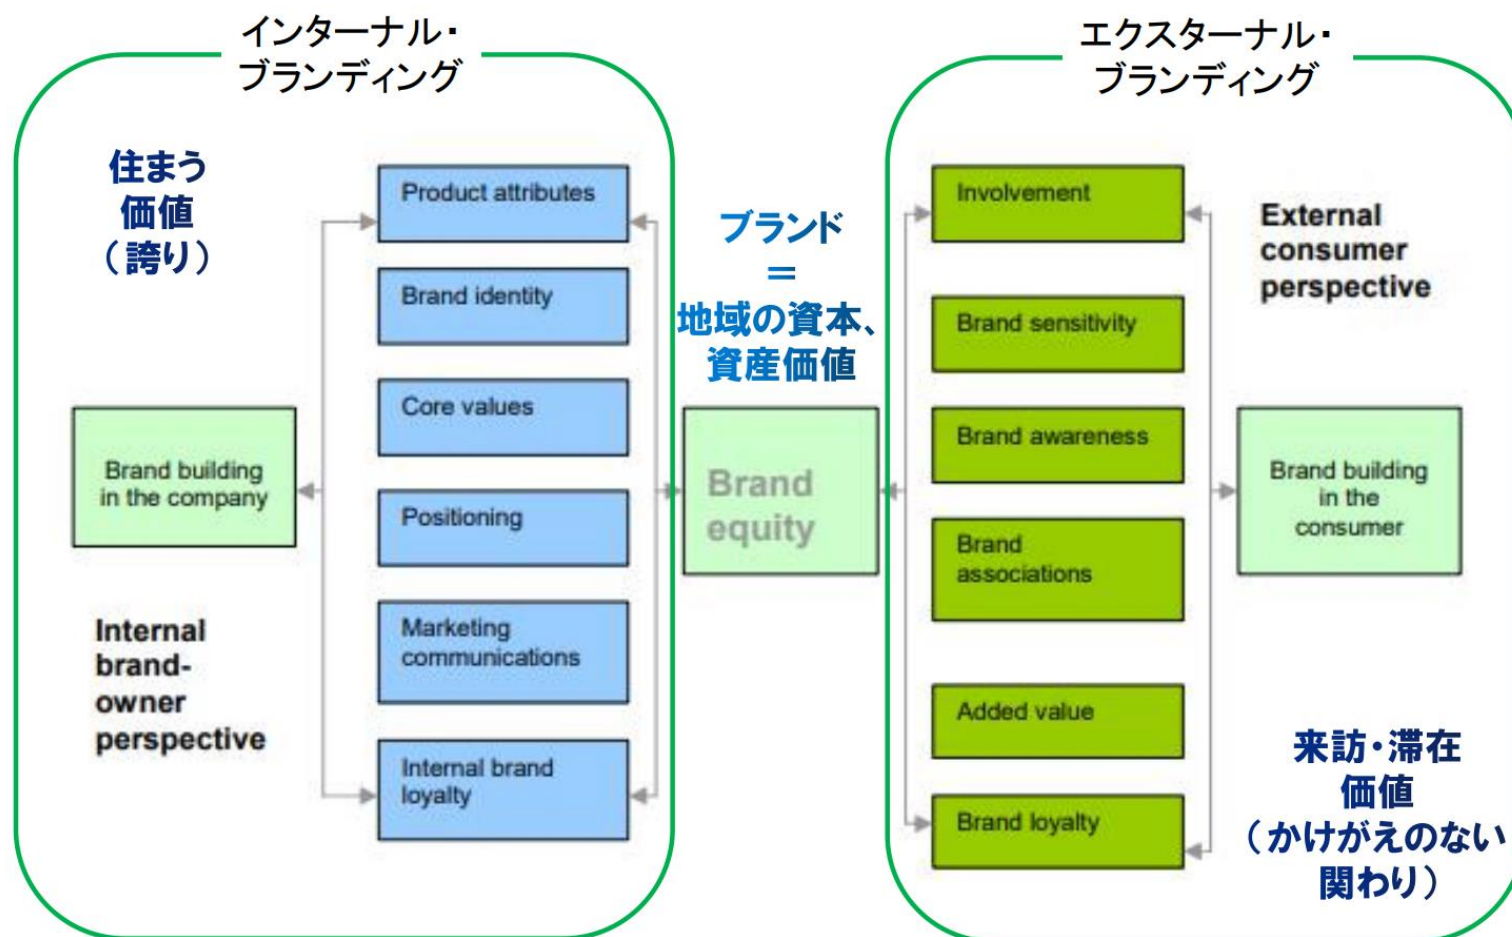 インターナル・
ブランディング
住まう
価値
（誇り）
Brand building
in the company
Internal
brand-
owner
perspective
Product attributes
Brand identity
Core values
Positioning
Marketing
communications
Internal brand
loyalty
ブランド
＝
地域の資本、
資産価値
Brand
equity
エクスターナル・
ブランディング
Involvement
Brand sensitivity
Brand awareness
Brand
associations
Added value
Brand loyalty
External
consumer
perspective
Brand building
in the
consumer
来訪・滞在
価値
（かけがえのない
関わり）